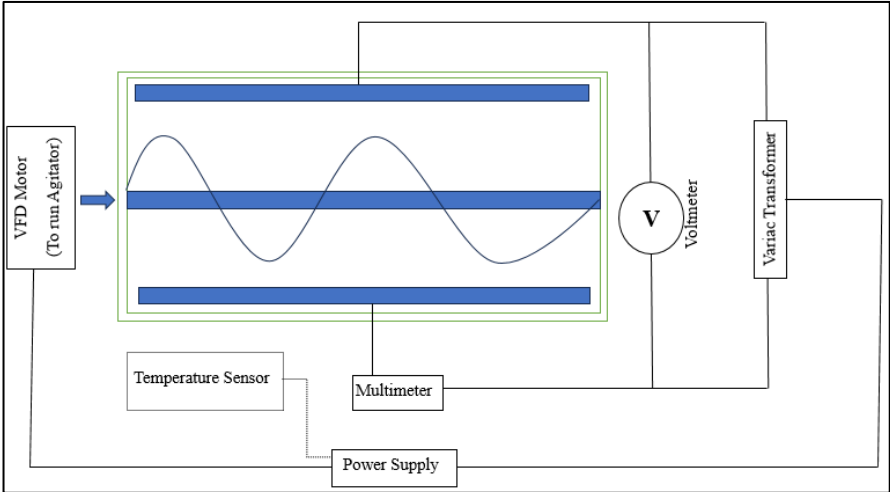 VFD Motor
(To run Agitator)
V
Voltmeter
Variac Transformer
Temperature Sensor
Multimeter
Power Supply